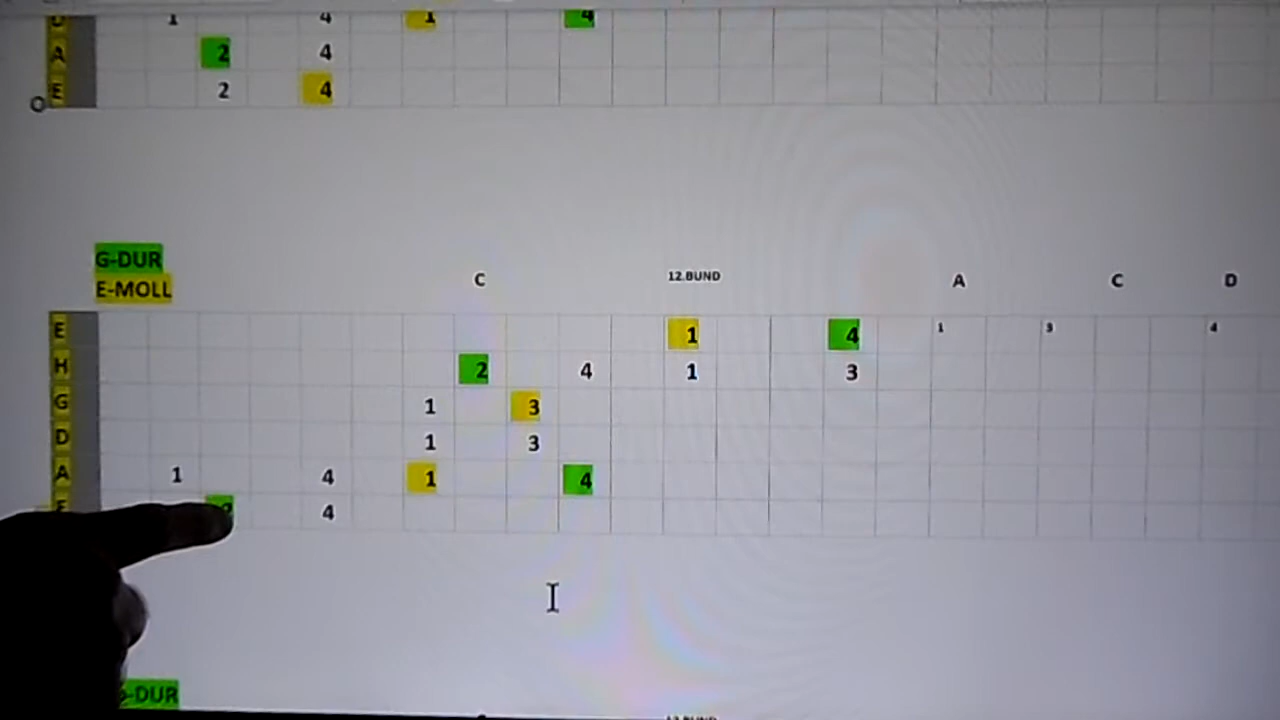 D 1 4 1 4
A 2 4
E 2 4
G-DUR
E-MOLL
C 12.BUND A C D
E 1 4 1 3 4
H 2 4 1 3
G 1 3
D 1 3
A 1 4 1 4
4
-DUR